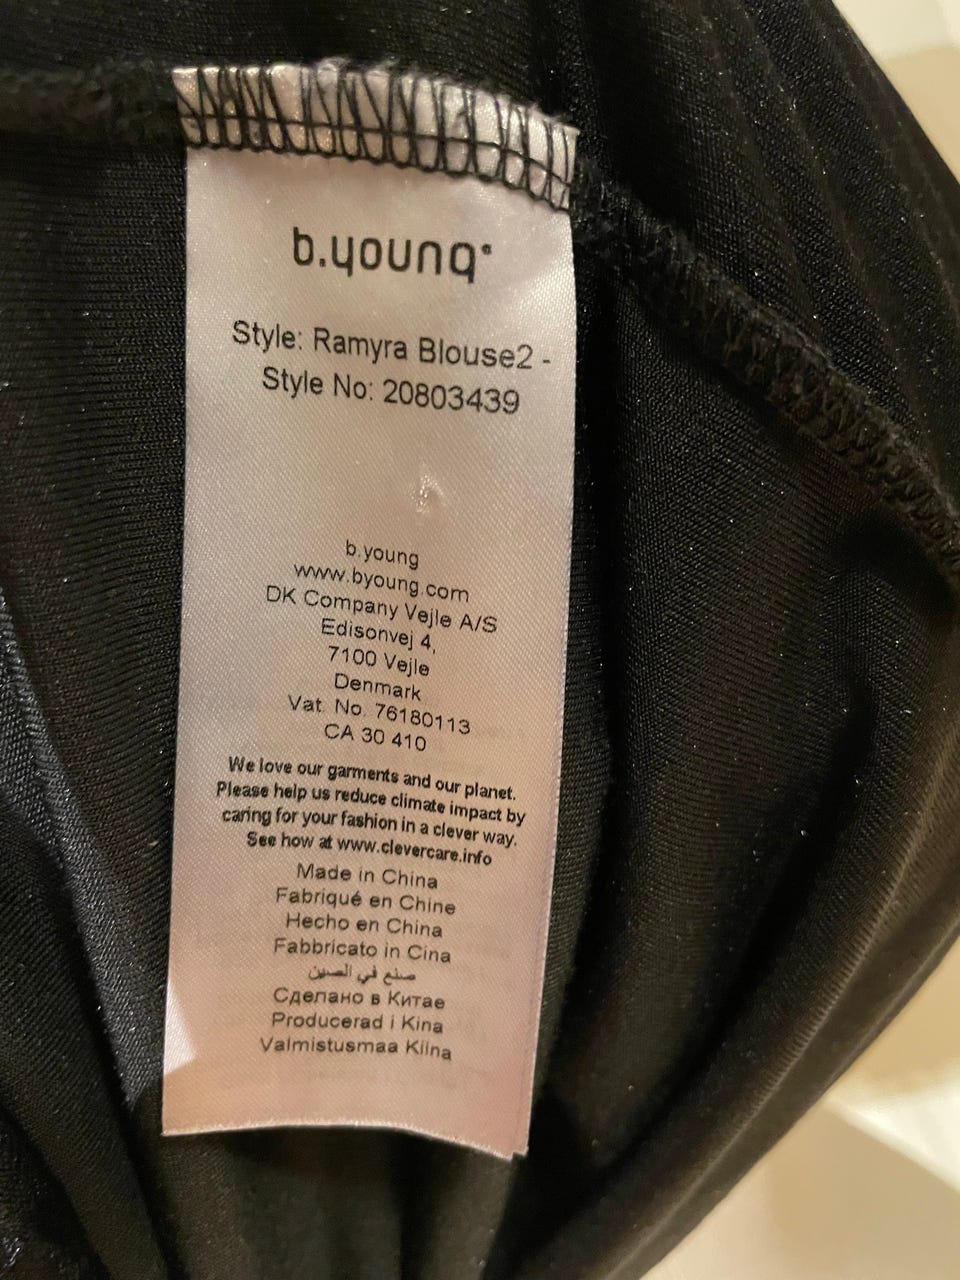 b.young®
Style: Ramyra Blouse2 -
Style No: 20803439
b.young
www.byoung.com
DK Company Vejle A/S
Edisonvej 4,
7100 Vejle
Denmark
Vat. No. 76180113
CA 30 410
We love our garments and our planet.
Please help us reduce climate impact by
caring for your fashion in a clever way.
See how at www.clevercare.info
Made in China
Fabriqué en Chine
Hecho en China
Fabbricato in Cina
صنع في الصين
Сделано в Китае
Producerad i Kina
Valmistusmaa Kiina